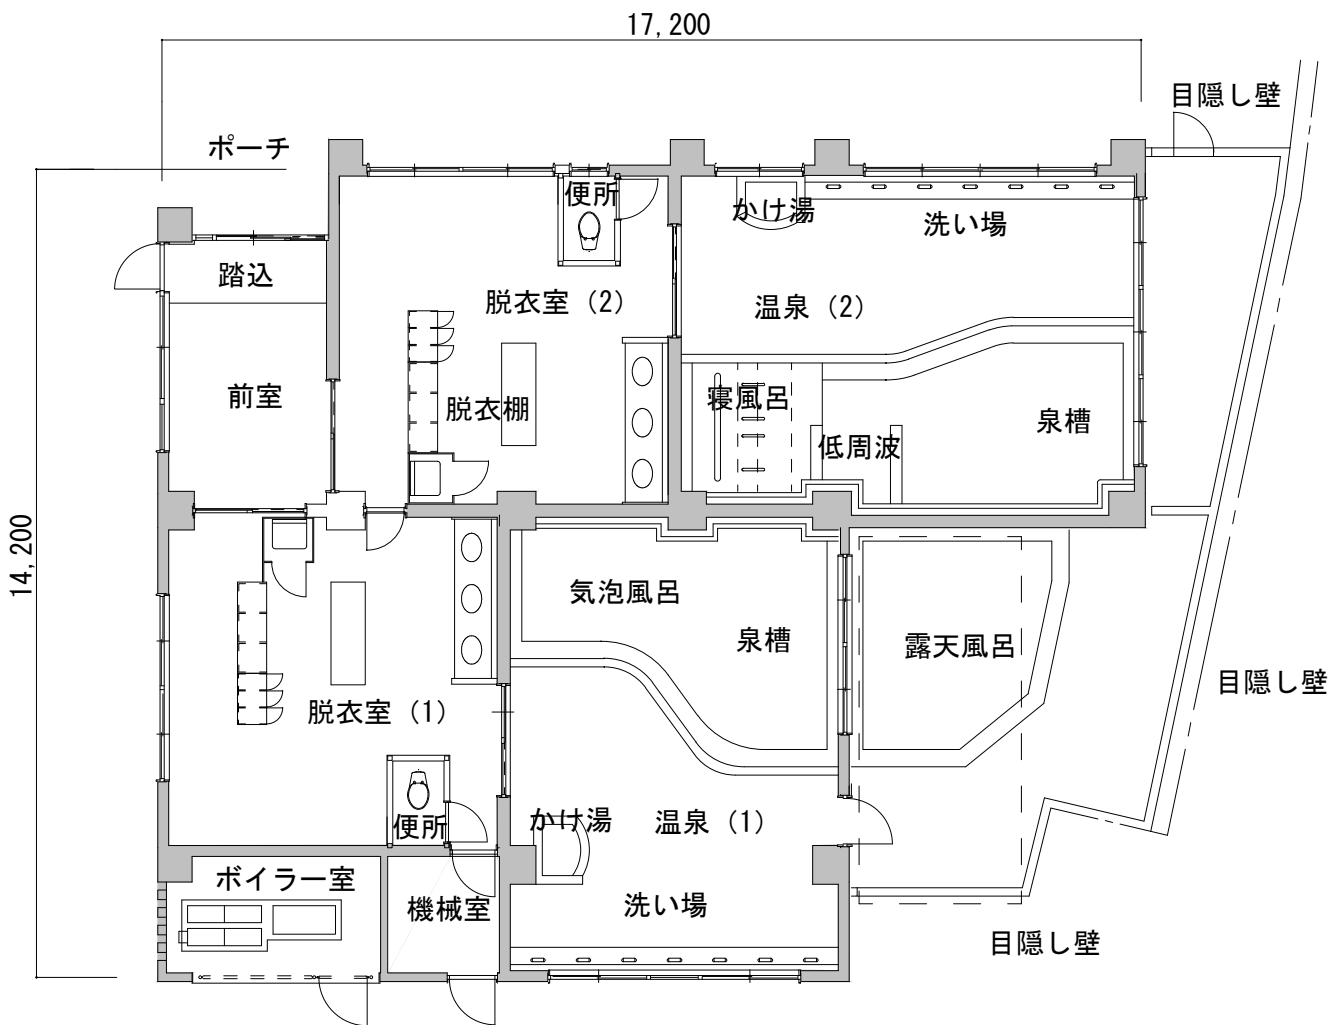 17,200
目隠し壁
ポーチ
便所
かけ湯
洗い場
踏込
脱衣室（2）
温泉（2）
前室
脱衣棚
寝風呂
低周波
泉槽
14,200
気泡風呂
泉槽
露天風呂
目隠し壁
脱衣室（1）
便所
かけ湯
温泉（1）
ボイラー室
機械室
洗い場
目隠し壁